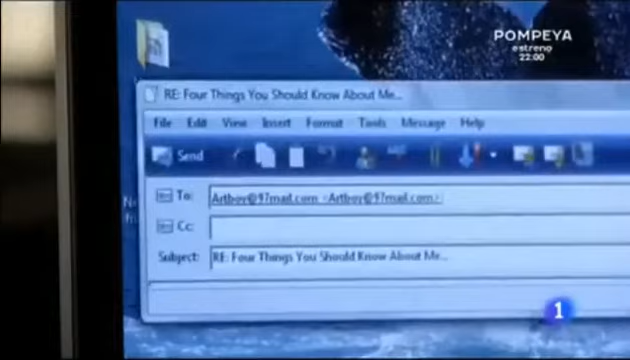 POMPEYA
estreno
22:00
RE: Four Things You Should Know About Me...
File Edit View Insert Format Tools Message Help
Send
To: Artboy@97mail.com <Artboy@97mail.com>
Cc:
Subject: RE: Four Things You Should Know About Me...
1